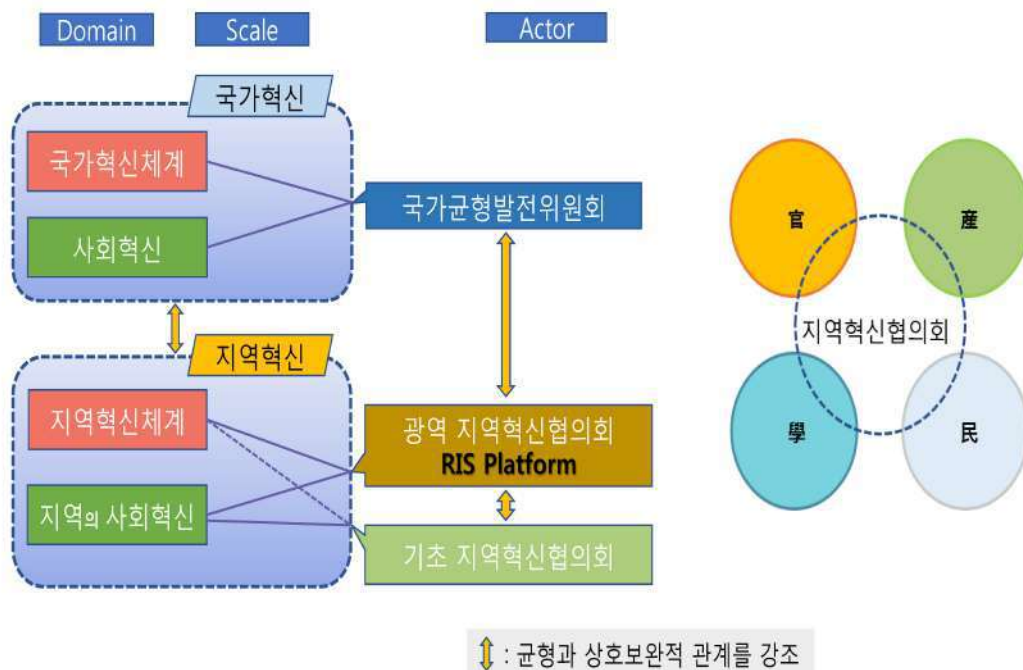 Domain
Scale
Actor
국가혁신
국가혁신체계
사회혁신
국가균형발전위원회
지역혁신
지역혁신체계
지역의 사회혁신
광역 지역혁신협의회
RIS Platform
기초 지역혁신협의회
官
産
지역혁신협의회
學
民
: 균형과 상호보완적 관계를 강조